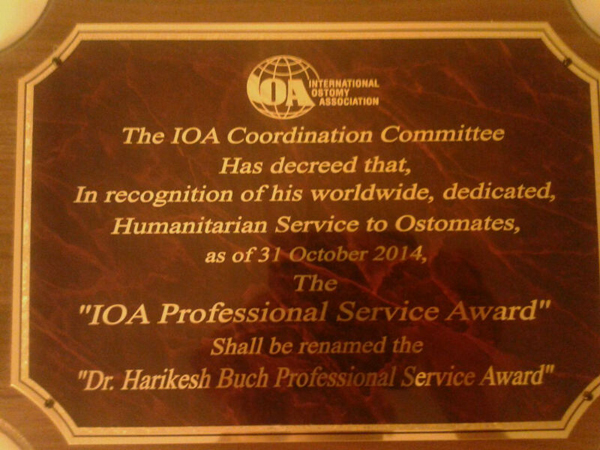 IOA INTERNATIONAL
OSTOMY
ASSOCIATION
The IOA Coordination Committee
Has decreed that,
In recognition of his worldwide, dedicated,
Humanitarian Service to Ostomates,
as of 31 October 2014,
The
"IOA Professional Service Award"
Shall be renamed the
"Dr. Harikesh Buch Professional Service Award"